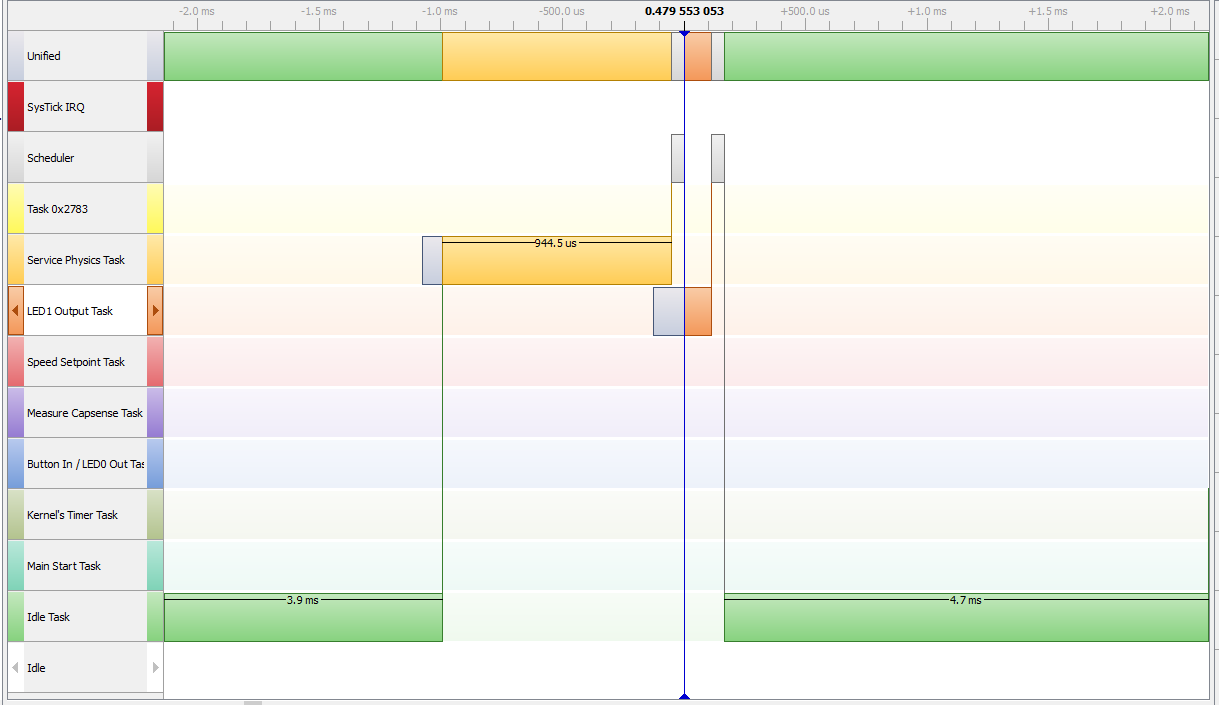 -2.0 ms -1.5 ms -1.0 ms -500.0 us 0.479 553 053 +500.0 us +1.0 ms +1.5 ms +2.0 ms
Unified
SysTick IRQ
Scheduler
Task 0x2783
944.5 us
Service Physics Task
LED1 Output Task
Speed Setpoint Task
Measure Capsense Task
Button In / LED0 Out Tas
Kernel's Timer Task
Main Start Task
3.9 ms 4.7 ms
Idle Task
Idle